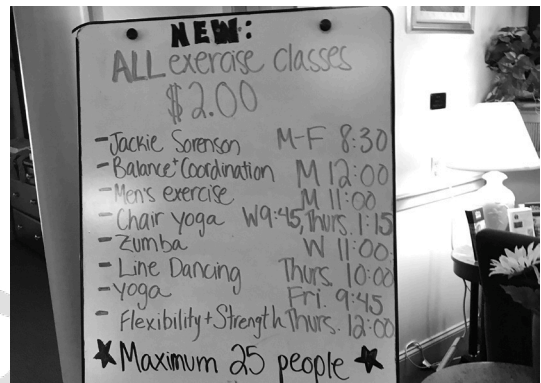 NEW:
ALL exercise classes
$2.00
- Jackie Sorenson M-F 8:30
- Balance + Coordination M 12:00
- Men's exercise M 11:00
- Chair yoga W 9:45, Thurs. 1:15
- Zumba W 11:00
- Line Dancing Thurs. 10:00
- yoga Fri. 9:45
- Flexibility + Strength Thurs. 12:00
★ Maximum 25 people ★